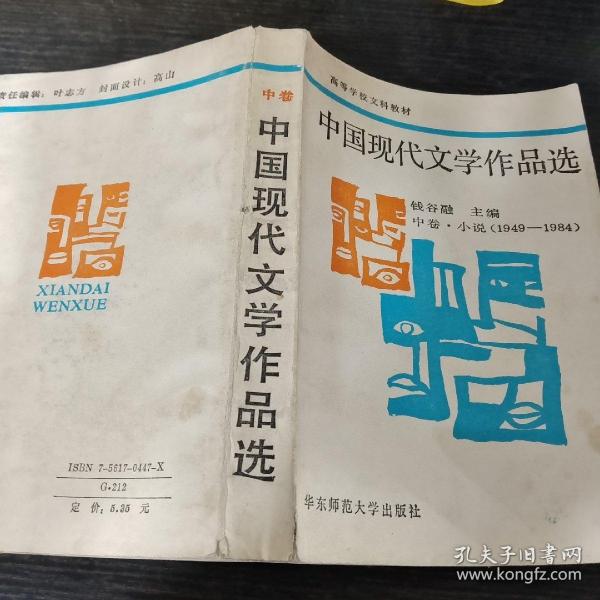 责任编辑：叶志方 封面设计：高山
XIANDAI
WENXUE
ISBN 7-5617-0447-X
G·212
定价：5.35 元
中卷
中国现代文学作品选
高等学校文科教材
中国现代文学作品选
钱谷融 主编
中卷·小说（1949—1984）
华东师范大学出版社
孔夫子旧书网
www.kongfz.com